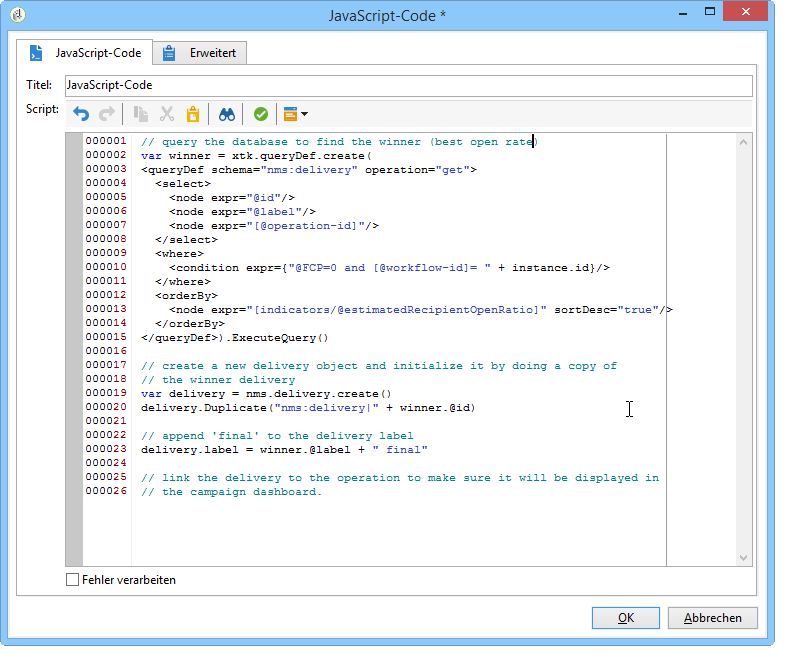 JavaScript-Code *
JavaScript-Code Erweitert
Titel: JavaScript-Code
Script:
000001 // query the database to find the winner (best open rate)
000002 var winner = xtk.queryDef.create(
000003 <queryDef schema="nms:delivery" operation="get">
000004   <select>
000005     <node expr="@id"/>
000006     <node expr="@label"/>
000007     <node expr="[@operation-id]"/>
000008   </select>
000009   <where>
000010     <condition expr={"@FCP=0 and [@workflow-id]= " + instance.id}/>
000011   </where>
000012   <orderBy>
000013     <node expr="[indicators/@estimatedRecipientOpenRatio]" sortDesc="true"/>
000014   </orderBy>
000015 </queryDef>).ExecuteQuery()
000016
000017 // create a new delivery object and initialize it by doing a copy of
000018 // the winner delivery
000019 var delivery = nms.delivery.create()
000020 delivery.Duplicate("nms:delivery|" + winner.@id)
000021
000022 // append 'final' to the delivery label
000023 delivery.label = winner.@label + " final"
000024
000025 // link the delivery to the operation to make sure it will be displayed in
000026 // the campaign dashboard.
Fehler verarbeiten
OK Abbrechen